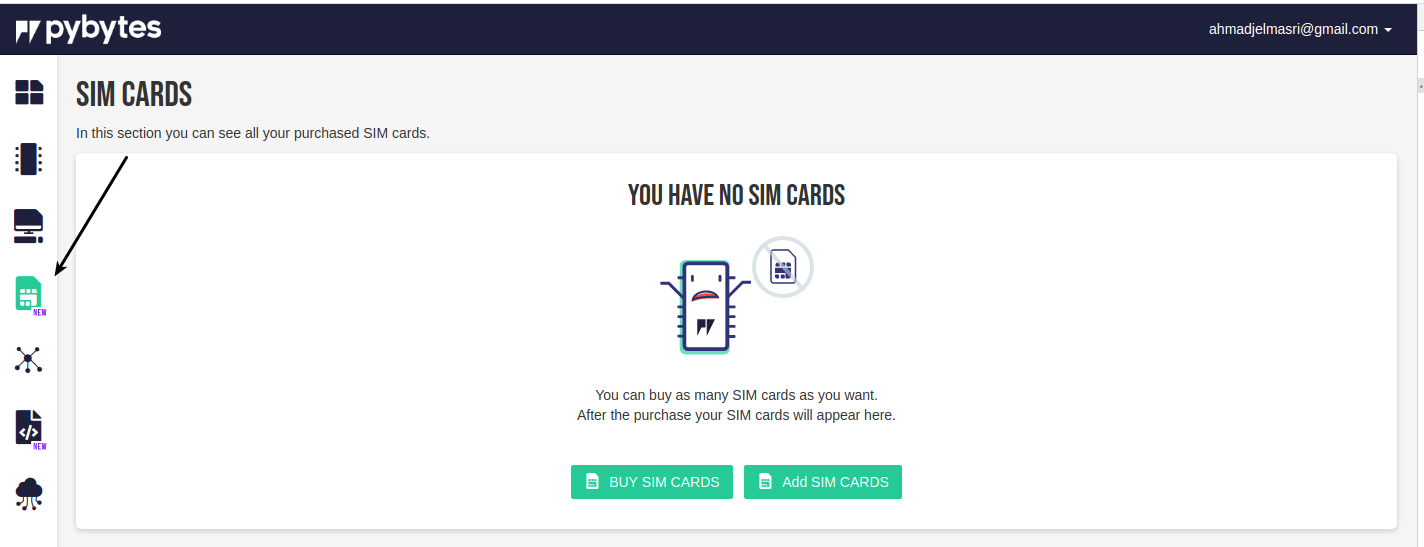 pybytes
ahmadjelmasri@gmail.com
SIM CARDS
In this section you can see all your purchased SIM cards.
YOU HAVE NO SIM CARDS
NEW
You can buy as many SIM cards as you want.
After the purchase your SIM cards will appear here.
NEW
BUY SIM CARDS
Add SIM CARDS